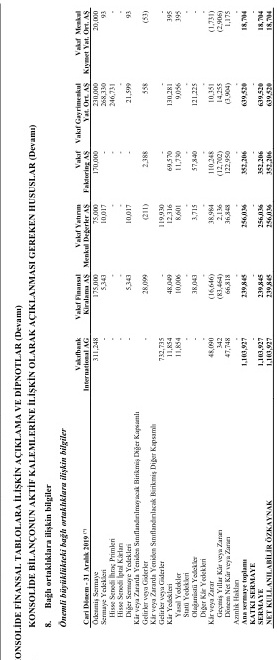 ONSOLİDE FİNANSAL TABLOLARA İLİŞKİN AÇIKLAMA VE DİPNOTLAR (Devamı)
KONSOLİDE BİLANÇONUN AKTİF KALEMLERİNE İLİŞKİN OLARAK AÇIKLANMASI GEREKEN HUSUSLAR (Devamı)
8. Bağlı ortaklıklara ilişkin bilgiler
Önemli büyüklükteki bağlı ortaklıklara ilişkin bilgiler
Vakıfbank Vakıf Finansal Vakıf Yatırım Vakıf Vakıf Gayrimenkul Vakıf Menkul
Cari Dönem - 31 Aralık 2019 (*) International AG Kiralama AŞ Menkul Değerler AŞ Faktoring AŞ Yat. Ort. AŞ Kıymet Yat. Ort. AŞ
Ödenmiş Sermaye 311,248 175,000 75,000 170,000 230,000 20,000
Sermaye Yedekleri - 5,343 10,017 - 268,330 93
Hisse Senedi İhraç Primleri - - - - 246,731 -
Hisse Senedi İptal Kârları - - - - - -
Diğer Sermaye Yedekleri - 5,343 10,017 - 21,599 93
Kâr veya Zararda Yeniden Sınıflandırılmayacak Birikmiş Diğer Kapsamlı
Gelirler veya Giderler - 28,099 (211) 2,388 558 (53)
Kâr veya Zararda Yeniden Sınıflandırılacak Birikmiş Diğer Kapsamlı
Gelirler veya Giderler 732,735 - 119,930 - - -
Kâr Yedekleri 11,854 48,049 12,316 69,570 130,281 395
Yasal Yedekler 11,854 10,006 8,601 11,730 9,056 395
Statü Yedekleri - - - - - -
Olağanüstü Yedekler - 38,043 3,715 57,840 121,225 -
Diğer Kâr Yedekleri - - - - - -
Kâr veya Zarar 48,090 (16,646) 38,984 110,248 10,351 (1,731)
Geçmiş Yıllar Kâr veya Zararı 342 (83,464) 2,136 (12,702) 14,255 (2,906)
Dönem Net Kâr veya Zararı 47,748 66,818 36,848 122,950 (3,904) 1,175
Azınlık Hakları - - - - - -
Ana sermaye toplamı 1,103,927 239,845 256,036 352,206 639,520 18,704
KATKI SERMAYE - - - - - -
SERMAYE 1,103,927 239,845 256,036 352,206 639,520 18,704
NET KULLANILABİLİR ÖZKAYNAK 1,103,927 239,845 256,036 352,206 639,520 18,704